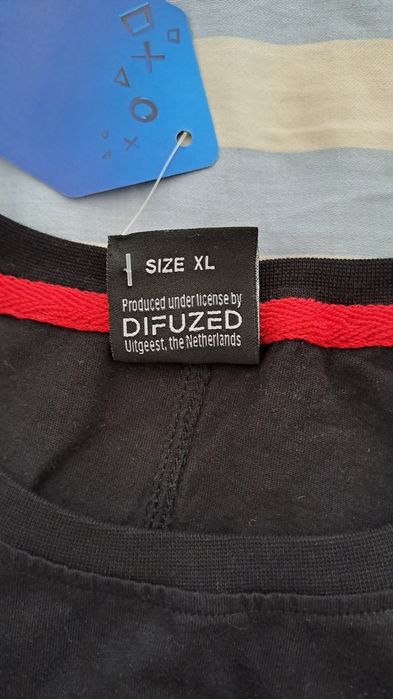 SIZE XL
Produced under license by
DIFUZED
Uitgeest, the Netherlands